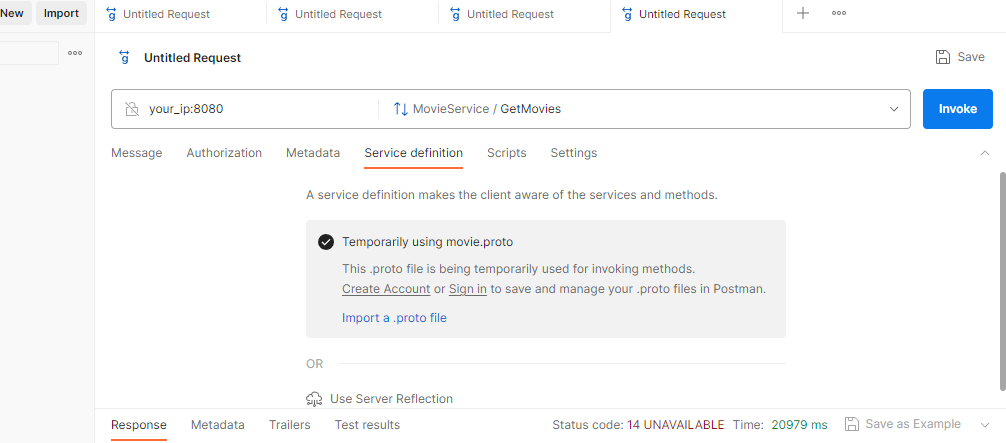 New Import Untitled Request Untitled Request Untitled Request Untitled Request
Untitled Request Save
your_ip:8080 MovieService / GetMovies Invoke
Message Authorization Metadata Service definition Scripts Settings
A service definition makes the client aware of the services and methods.
Temporarily using movie.proto
This .proto file is being temporarily used for invoking methods.
Create Account or Sign in to save and manage your .proto files in Postman.
Import a .proto file
OR
Use Server Reflection
Response Metadata Trailers Test results Status code: 14 UNAVAILABLE Time: 20979 ms Save as Example